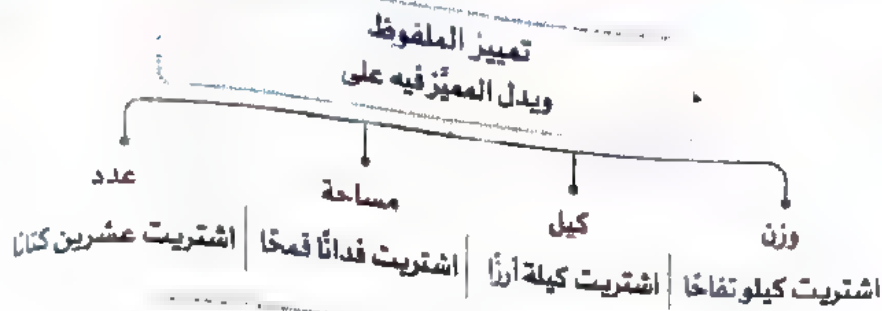 تمييز الملفوظ
ويدل المميَّز فيه على
وزن
كيل
مساحة
عدد
اشتريت كيلو تفاحًا
اشتريت كيلة أرزًا
اشتريت فدانًا قمحًا
اشتريت عشرين كتابًا